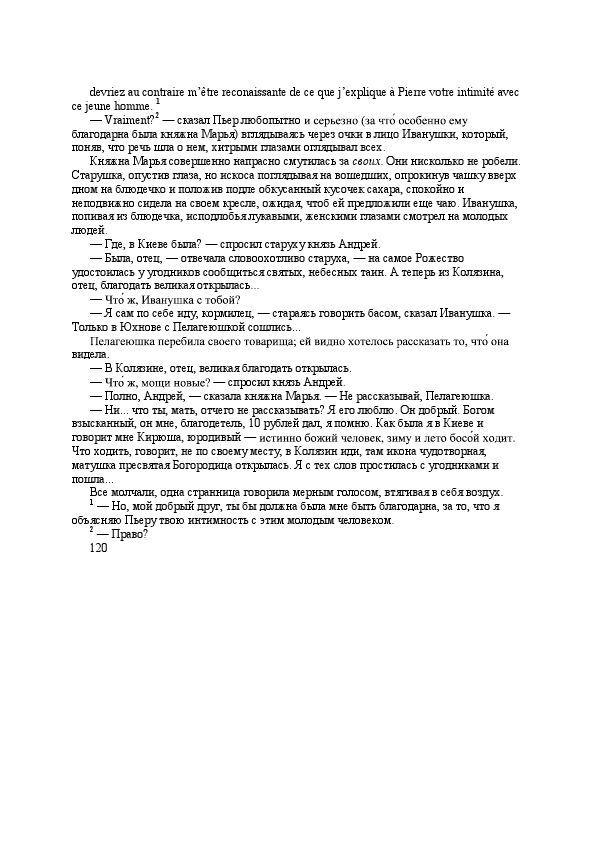 devriez au contraire m’être reconaissante de ce que j’explique à Pierre votre intimité avec
ce jeune homme. 1
— Vraiment?2 — сказал Пьер любопытно и серьезно (за что́ особенно ему
благодарна была княжна Марья) вглядываясь через очки в лицо Иванушки, который,
поняв, что речь шла о нем, хитрыми глазами оглядывал всех.
Княжна Марья совершенно напрасно смутилась за своих. Они нисколько не робели.
Старушка, опустив глаза, но искоса поглядывая на вошедших, опрокинув чашку вверх
дном на блюдечко и положив подле обкусанный кусочек сахара, спокойно и
неподвижно сидела на своем кресле, ожидая, чтоб ей предложили еще чаю. Иванушка,
попивая из блюдечка, исподлобья лукавыми, женскими глазами смотрел на молодых
людей.
— Где, в Киеве была? — спросил старуху князь Андрей.
— Была, отец, — отвечала словоохотливо старуха, — на самое Рожество
удостоилась у угодников сообщиться святых, небесных таин. А теперь из Колязина,
отец, благодать великая открылась...
— Что́ ж, Иванушка с тобой?
— Я сам по себе иду, кормилец, — стараясь говорить басом, сказал Иванушка. —
Только в Юхнове с Пелагеюшкой сошлись...
Пелагеюшка перебила своего товарища; ей видно хотелось рассказать то, что́ она
видела.
— В Колязине, отец, великая благодать открылась.
— Что́ ж, мощи новые? — спросил князь Андрей.
— Полно, Андрей, — сказала княжна Марья. — Не рассказывай, Пелагеюшка.
— Ни... что ты, мать, отчего не рассказывать? Я его люблю. Он добрый. Богом
взысканный, он мне, благодетель, 10 рублей дал, я помню. Как была я в Киеве и
говорит мне Кирюша, юродивый — истинно божий человек, зиму и лето босо́й ходит.
Что ходить, говорит, не по своему месту, в Колязин иди, там икона чудотворная,
матушка пресвятая Богородица открылась. Я с тех слов простилась с угодниками и
пошла...
Все молчали, одна странница говорила мерным голосом, втягивая в себя воздух.
1 — Но, мой добрый друг, ты бы должна была мне быть благодарна, за то, что я
объясняю Пьеру твою интимность с этим молодым человеком.
2 — Право?
120